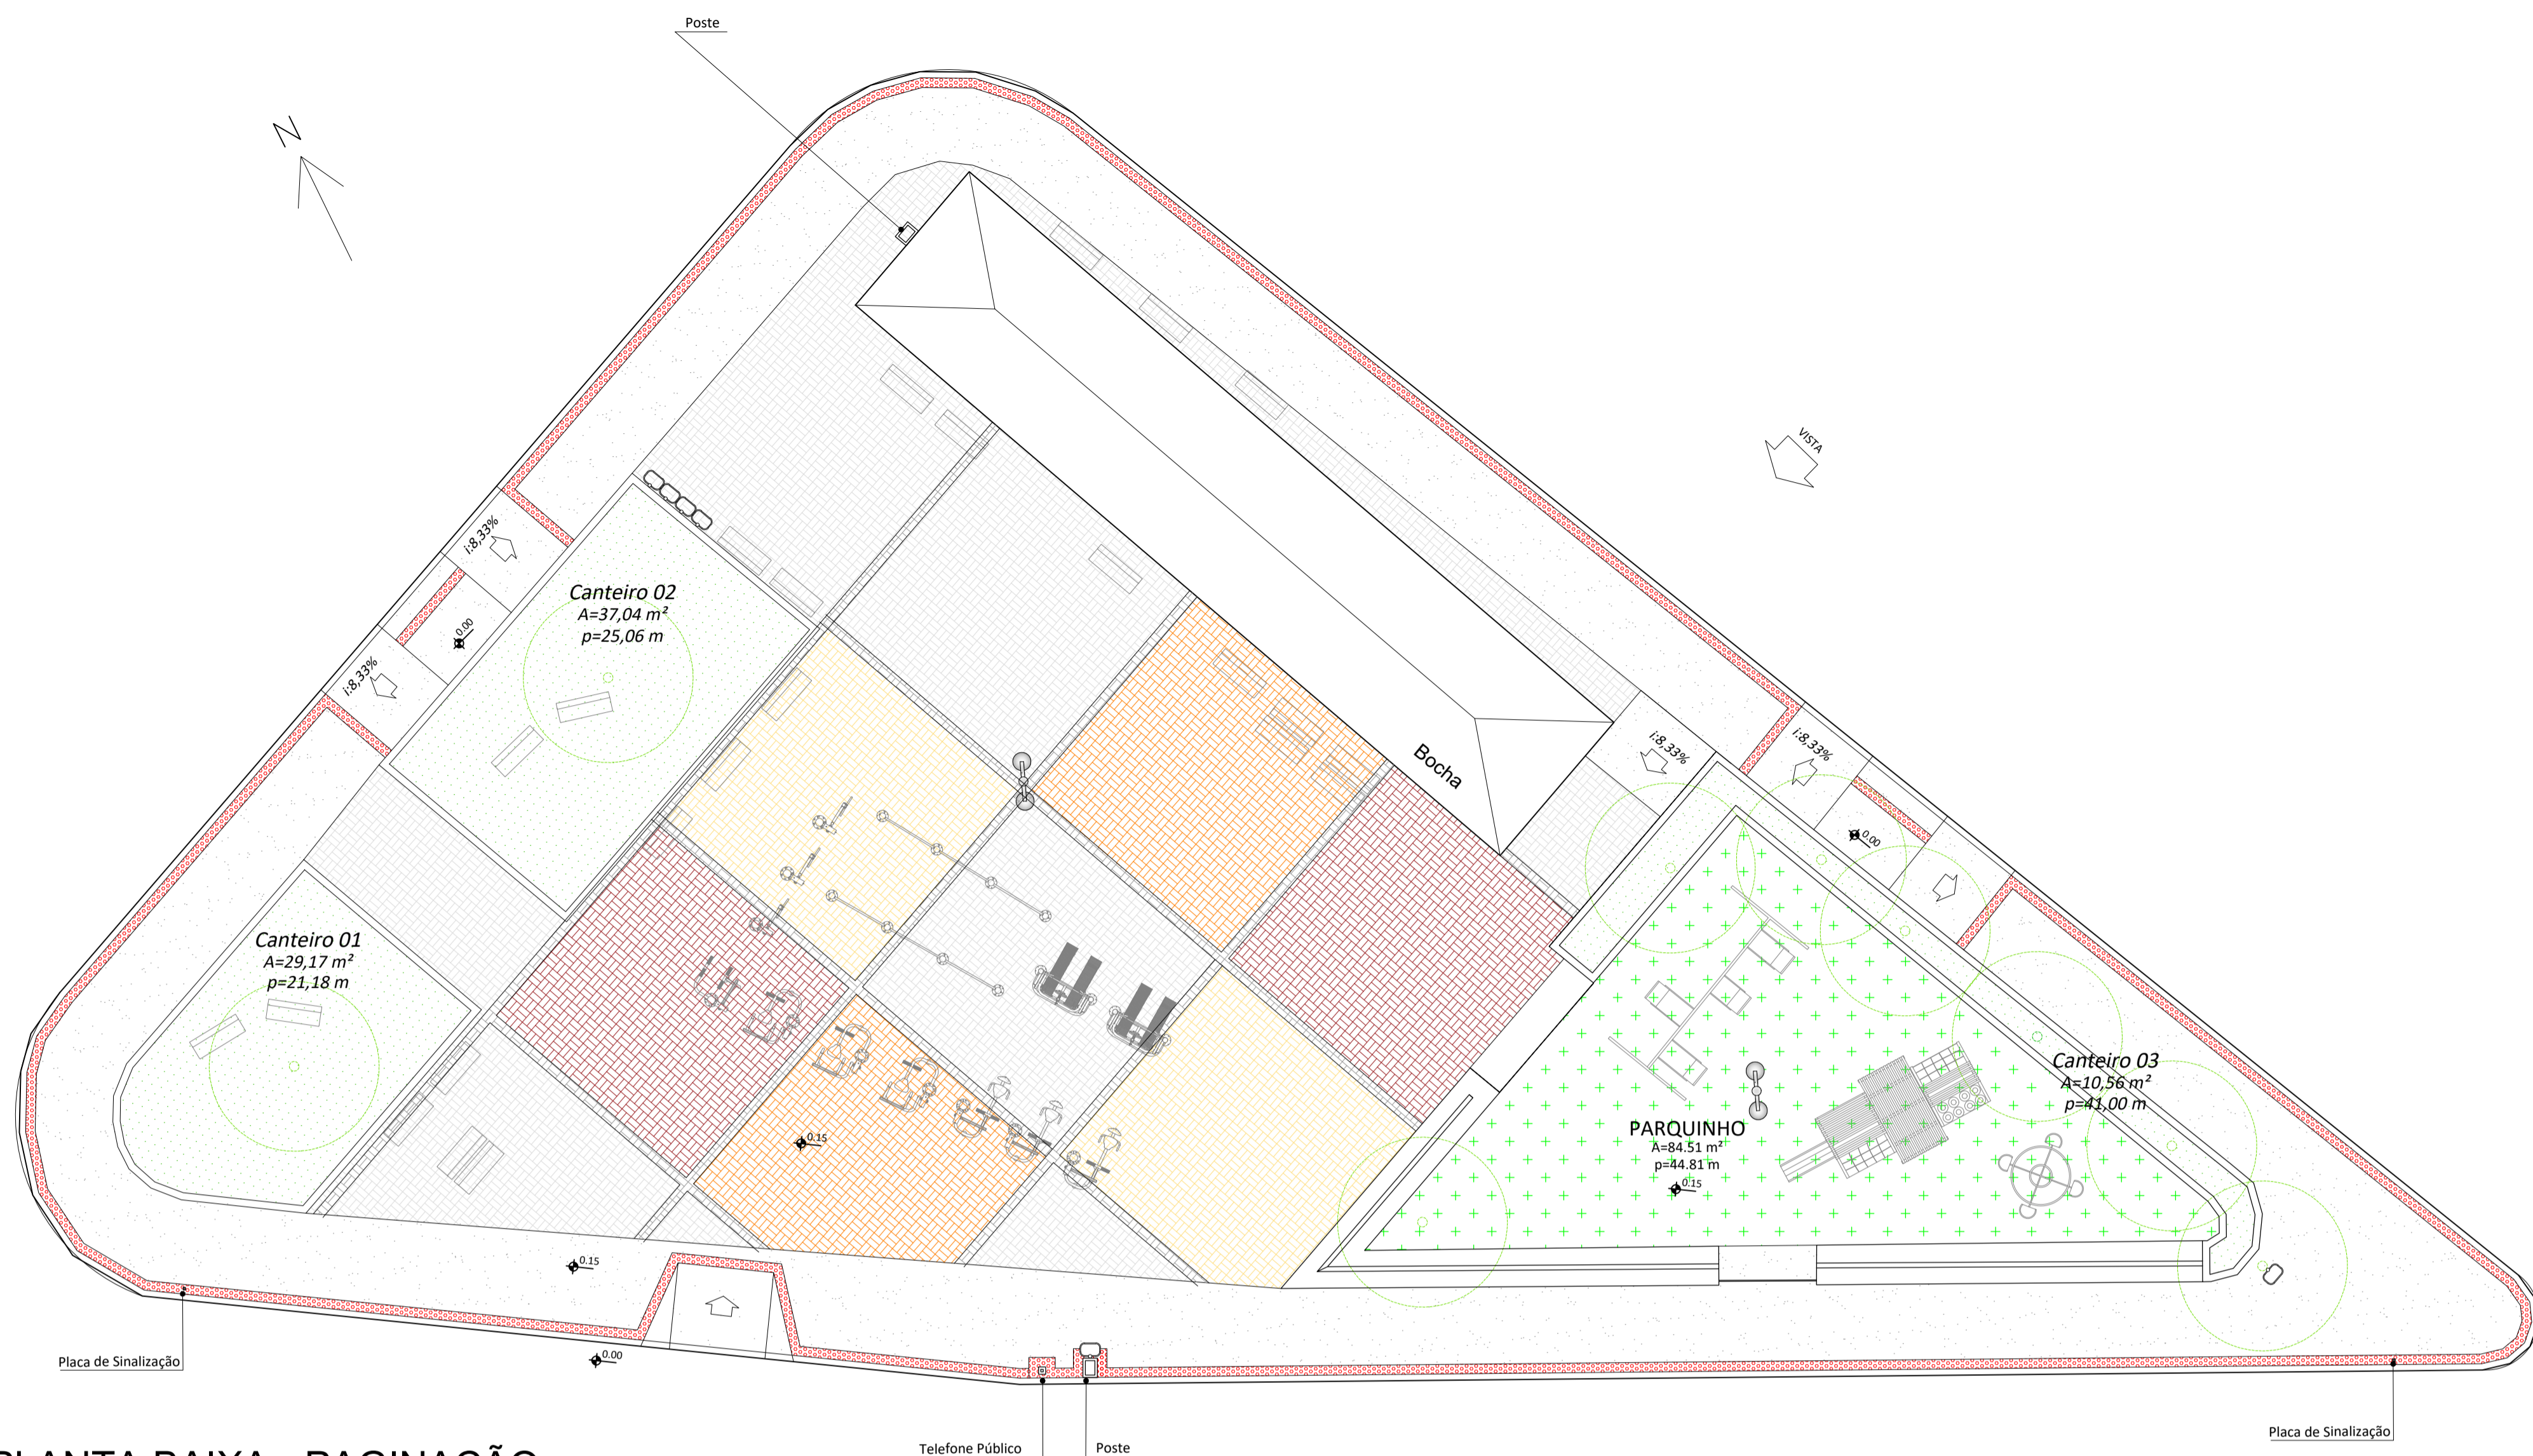 Poste
N
VISTA
i:8,33%
Canteiro 02
A=37,04 m²
p=25,06 m
0.00
i:8,33%
Bocha
i:8,33%
i:8,33%
0.00
Canteiro 01
A=29,17 m²
p=21,18 m
Canteiro 03
A=10,56 m²
p=41,00 m
PARQUINHO
A=84.51 m²
p=44.81 m
0.15
0.15
0.15
0.00
Placa de Sinalização
Telefone Público
Poste
Placa de Sinalização
PLANTA BAIXA - PAGINAÇÃO